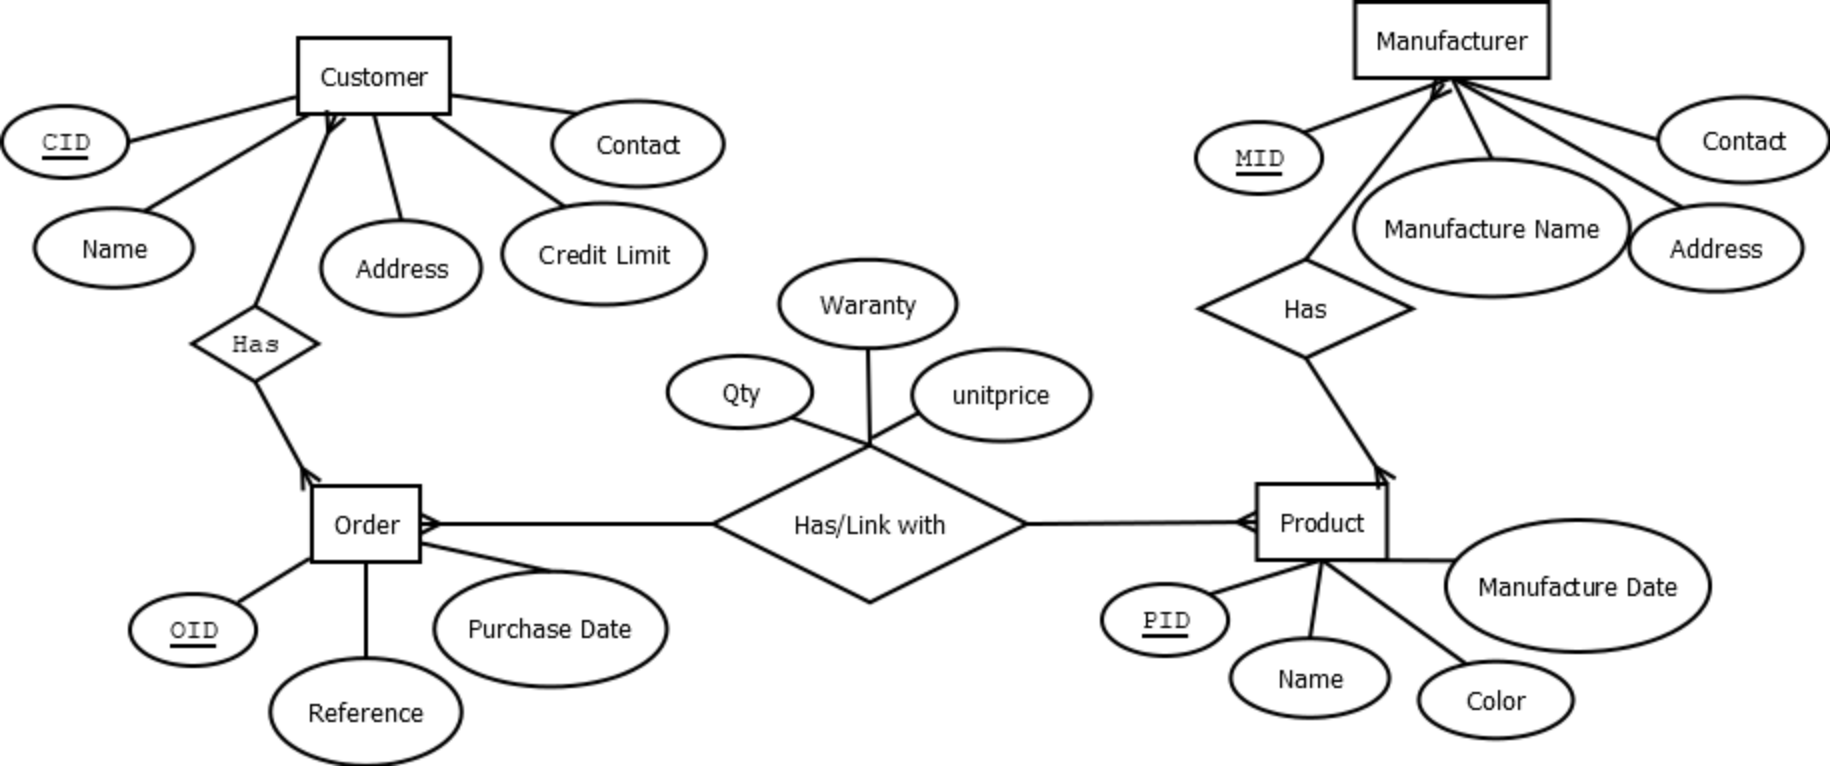 Manufacturer
Customer
CID
Contact
Contact
MID
Manufacture Name
Name
Address
Credit Limit
Address
Waranty
Has
Has
Qty
unitprice
Order
Has/Link with
Product
Manufacture Date
OID
Purchase Date
PID
Name
Color
Reference